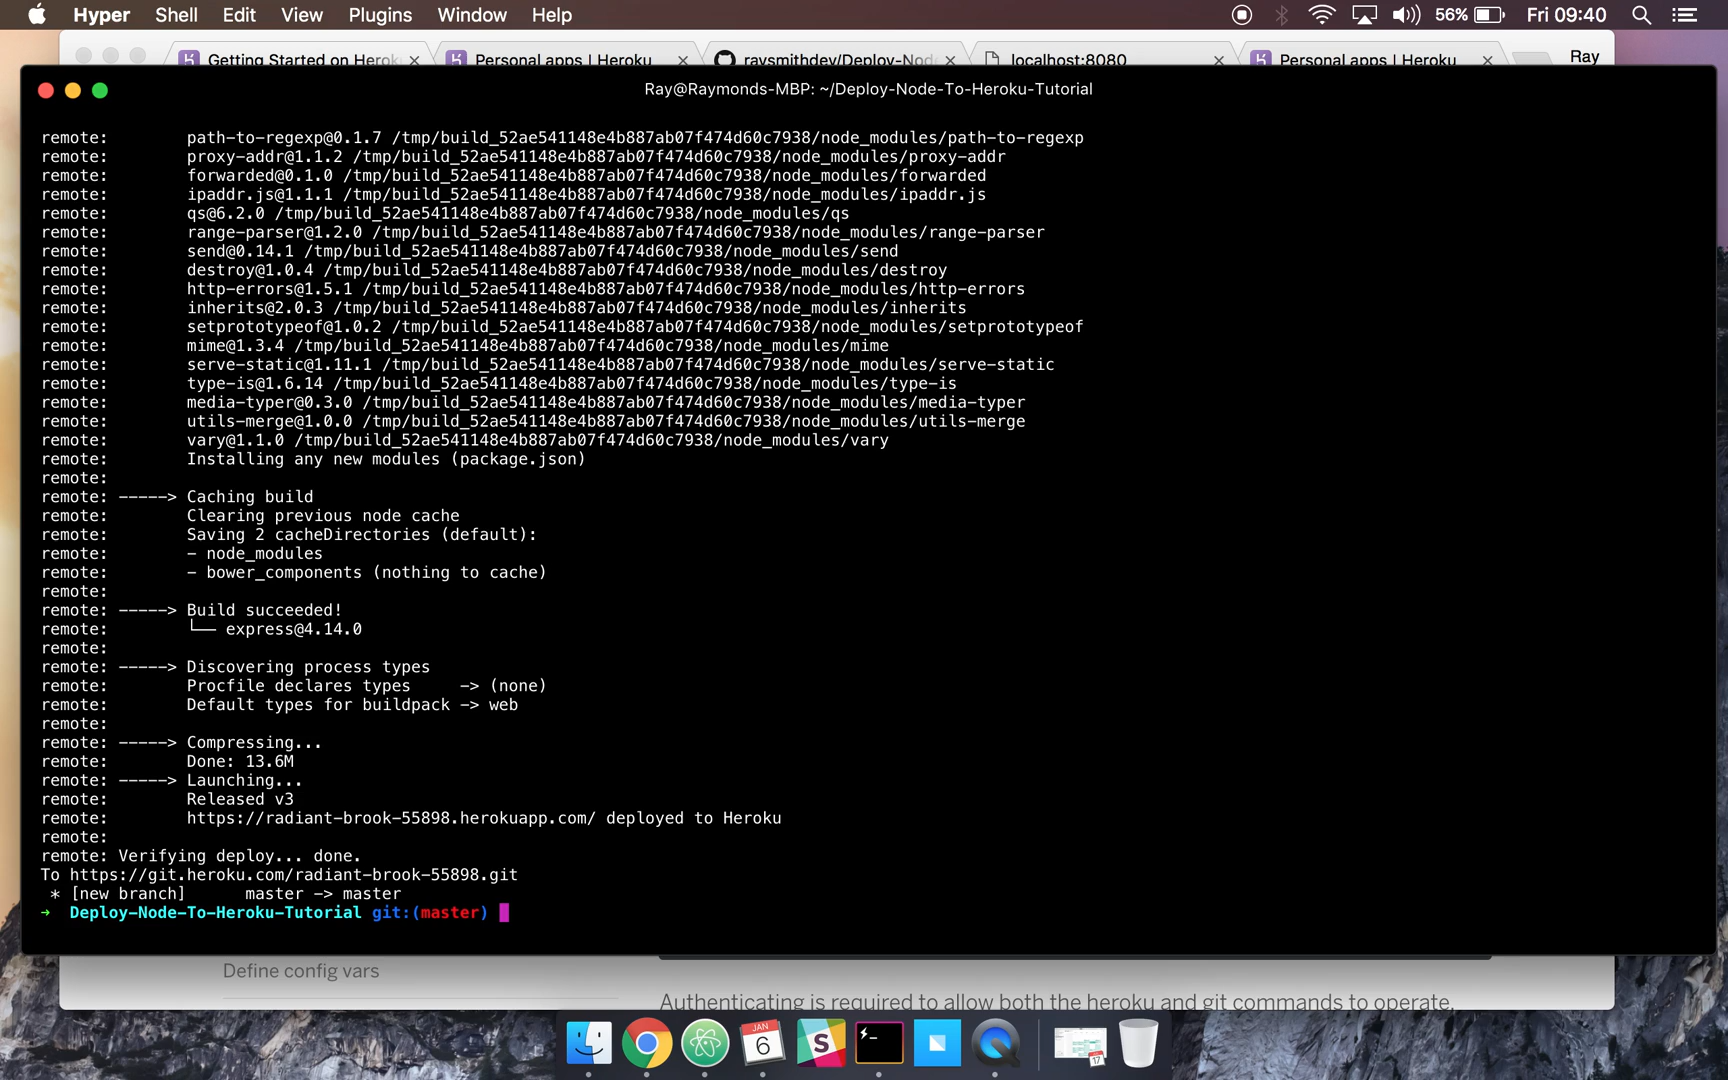 Hyper Shell Edit View Plugins Window Help 56% Fri 09:40
Getting Started on Herok Personal apps | Heroku raysmithdev/Deploy-Node localhost:8080 Personal apps | Heroku Ray
Ray@Raymonds-MBP: ~/Deploy-Node-To-Heroku-Tutorial
remote: path-to-regexp@0.1.7 /tmp/build_52ae541148e4b887ab07f474d60c7938/node_modules/path-to-regexp
remote: proxy-addr@1.1.2 /tmp/build_52ae541148e4b887ab07f474d60c7938/node_modules/proxy-addr
remote: forwarded@0.1.0 /tmp/build_52ae541148e4b887ab07f474d60c7938/node_modules/forwarded
remote: ipaddr.js@1.1.1 /tmp/build_52ae541148e4b887ab07f474d60c7938/node_modules/ipaddr.js
remote: qs@6.2.0 /tmp/build_52ae541148e4b887ab07f474d60c7938/node_modules/qs
remote: range-parser@1.2.0 /tmp/build_52ae541148e4b887ab07f474d60c7938/node_modules/range-parser
remote: send@0.14.1 /tmp/build_52ae541148e4b887ab07f474d60c7938/node_modules/send
remote: destroy@1.0.4 /tmp/build_52ae541148e4b887ab07f474d60c7938/node_modules/destroy
remote: http-errors@1.5.1 /tmp/build_52ae541148e4b887ab07f474d60c7938/node_modules/http-errors
remote: inherits@2.0.3 /tmp/build_52ae541148e4b887ab07f474d60c7938/node_modules/inherits
remote: setprototypeof@1.0.2 /tmp/build_52ae541148e4b887ab07f474d60c7938/node_modules/setprototypeof
remote: mime@1.3.4 /tmp/build_52ae541148e4b887ab07f474d60c7938/node_modules/mime
remote: serve-static@1.11.1 /tmp/build_52ae541148e4b887ab07f474d60c7938/node_modules/serve-static
remote: type-is@1.6.14 /tmp/build_52ae541148e4b887ab07f474d60c7938/node_modules/type-is
remote: media-typer@0.3.0 /tmp/build_52ae541148e4b887ab07f474d60c7938/node_modules/media-typer
remote: utils-merge@1.0.0 /tmp/build_52ae541148e4b887ab07f474d60c7938/node_modules/utils-merge
remote: vary@1.1.0 /tmp/build_52ae541148e4b887ab07f474d60c7938/node_modules/vary
remote: Installing any new modules (package.json)
remote:
remote: -----> Caching build
remote: Clearing previous node cache
remote: Saving 2 cacheDirectories (default):
remote: - node_modules
remote: - bower_components (nothing to cache)
remote:
remote: -----> Build succeeded!
remote: └── express@4.14.0
remote:
remote: -----> Discovering process types
remote: Procfile declares types -> (none)
remote: Default types for buildpack -> web
remote:
remote: -----> Compressing...
remote: Done: 13.6M
remote: -----> Launching...
remote: Released v3
remote: https://radiant-brook-55898.herokuapp.com/ deployed to Heroku
remote:
remote: Verifying deploy... done.
To https://git.heroku.com/radiant-brook-55898.git
* [new branch] master -> master
→ Deploy-Node-To-Heroku-Tutorial git:(master)
Define config vars
Authenticating is required to allow both the heroku and git commands to operate.
JAN
6
17